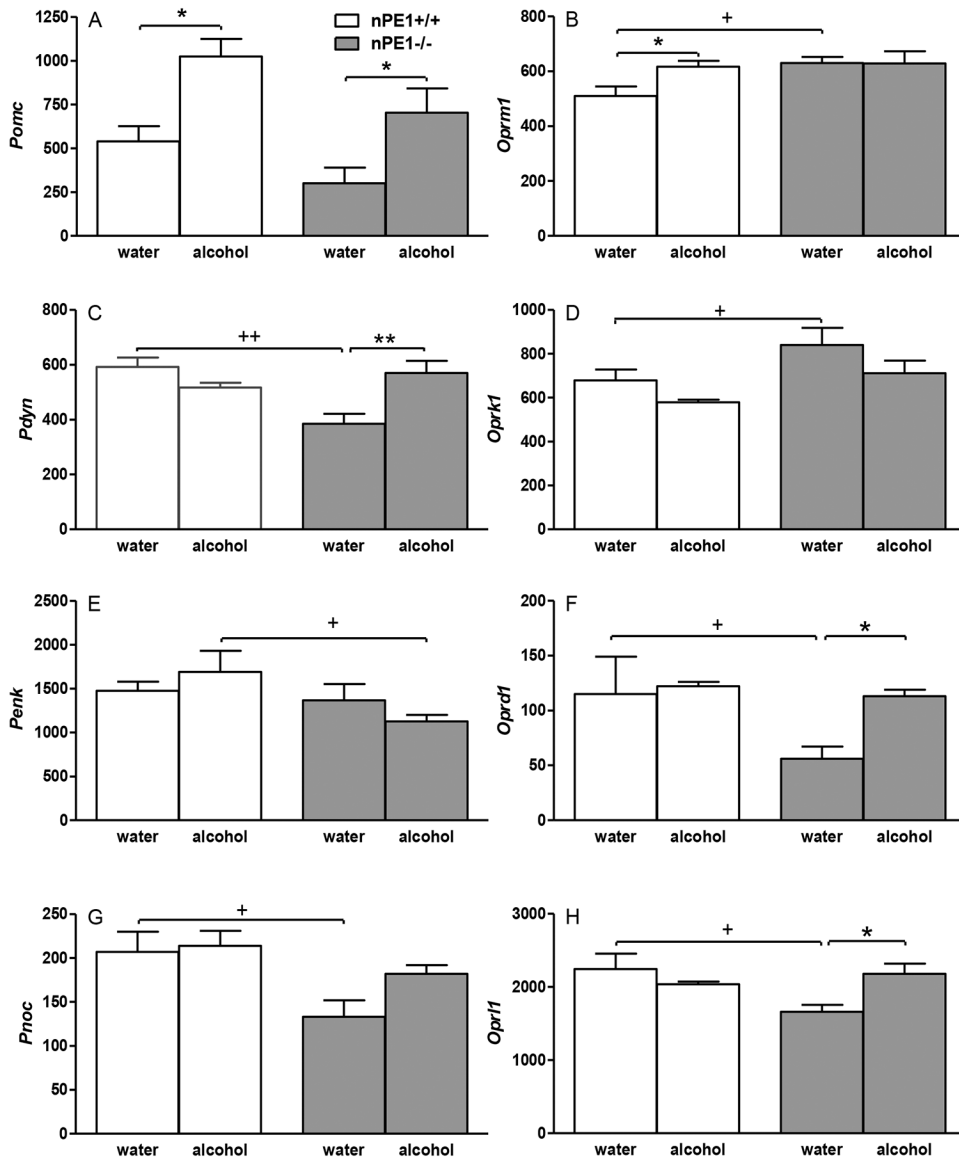 A
1250
1000
750
500
250
0
Pomc
*
*
nPE1+/+
nPE1-/-
water alcohol water alcohol
B
800
600
400
200
0
Oprm1
+
*
water alcohol water alcohol
C
800
600
400
200
0
Pdyn
++
**
water alcohol water alcohol
D
1000
800
600
400
200
0
Oprk1
+
water alcohol water alcohol
E
2500
2000
1500
1000
500
0
Penk
+
water alcohol water alcohol
F
200
150
100
50
0
Oprd1
+
*
water alcohol water alcohol
G
250
200
150
100
50
0
Pnoc
+
water alcohol water alcohol
H
3000
2000
1000
0
Oprl1
+
*
water alcohol water alcohol